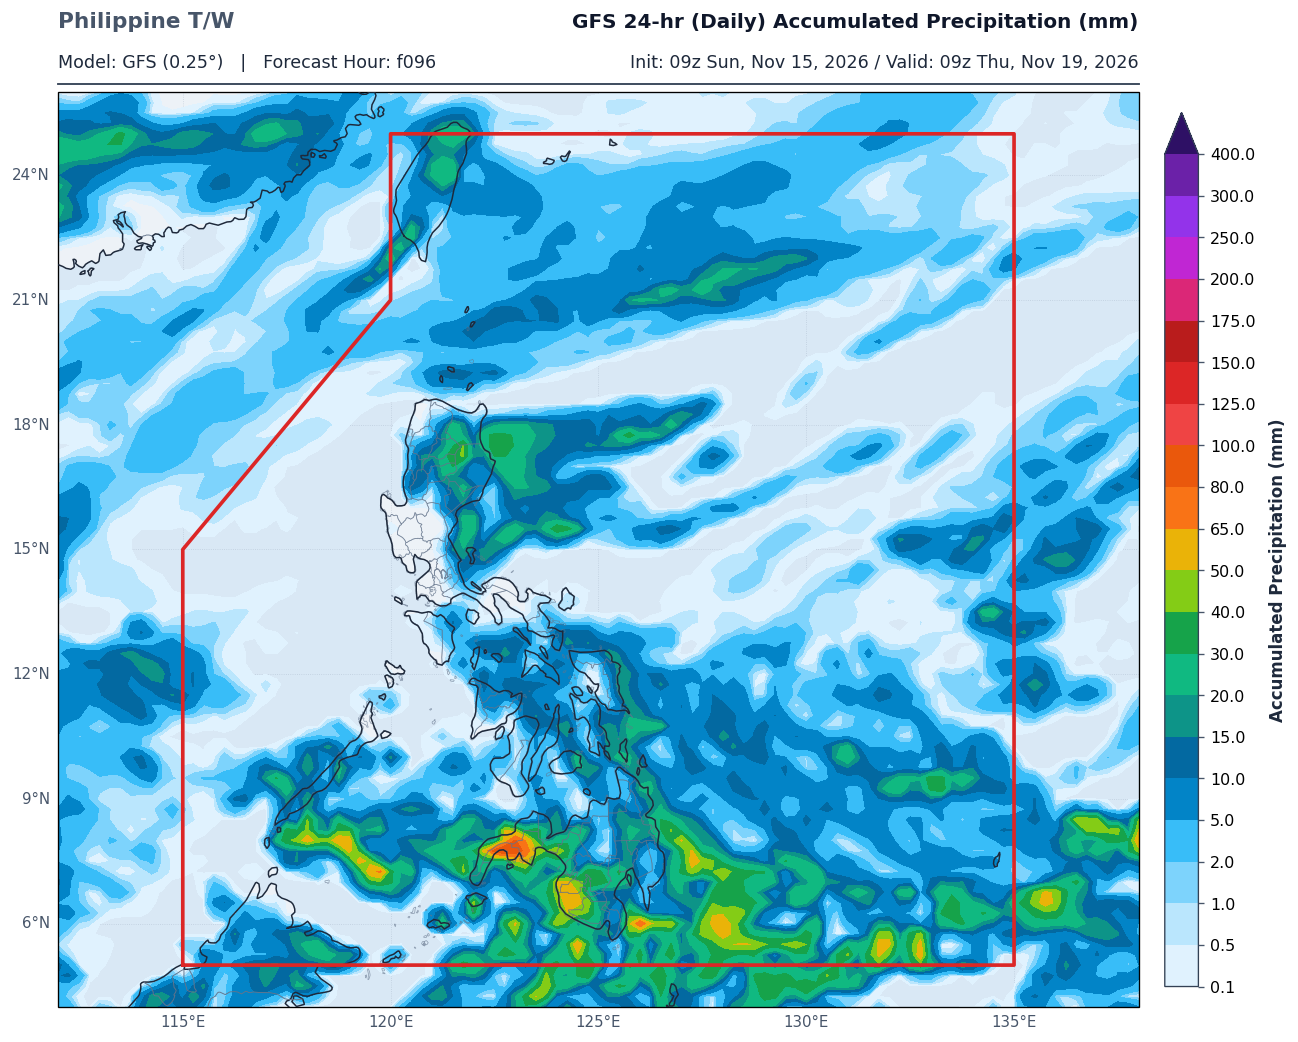 Philippine T/W
GFS 24-hr (Daily) Accumulated Precipitation (mm)
Model: GFS (0.25°) | Forecast Hour: f096
Init: 09z Sun, Nov 15, 2026 / Valid: 09z Thu, Nov 19, 2026
24°N
21°N
18°N
15°N
12°N
9°N
6°N
115°E
120°E
125°E
130°E
135°E
400.0
300.0
250.0
200.0
175.0
150.0
125.0
100.0
80.0
65.0
50.0
40.0
30.0
20.0
15.0
10.0
5.0
2.0
1.0
0.5
0.1
Accumulated Precipitation (mm)